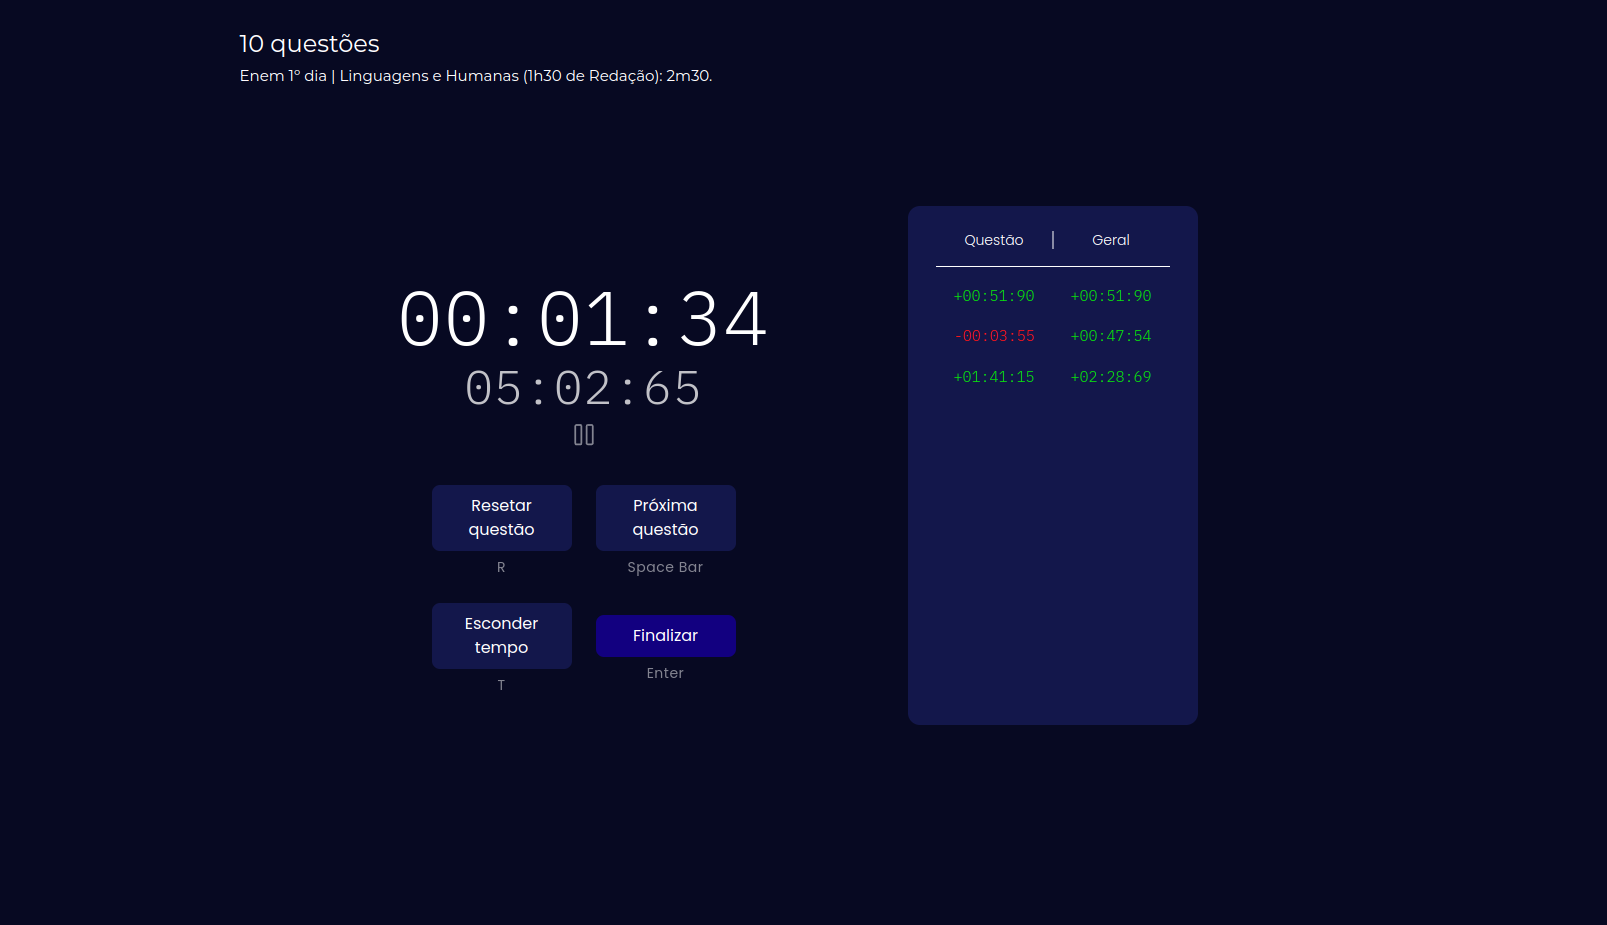 10 questões
Enem 1º dia | Linguagens e Humanas (1h30 de Redação): 2m30.
00:01:34
05:02:65
Resetar
questão
R
Próxima
questão
Space Bar
Esconder
tempo
T
Finalizar
Enter
Questão | Geral
+00:51:90 +00:51:90
-00:03:55 +00:47:54
+01:41:15 +02:28:69